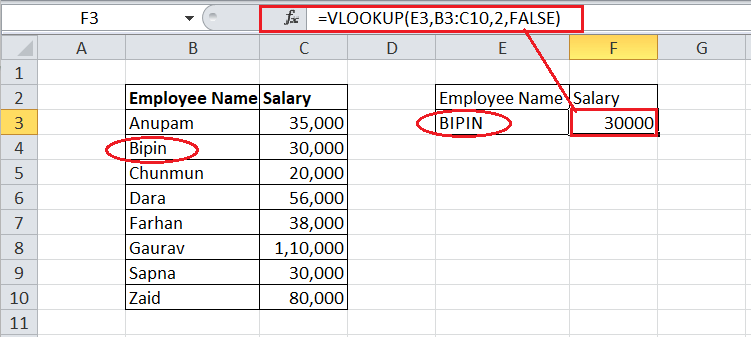 F3 fx =VLOOKUP(E3,B3:C10,2,FALSE)
A B C D E F G
1
2 Employee Name Salary Employee Name Salary
3 Anupam 35,000 BIPIN 30000
4 Bipin 30,000
5 Chunmun 20,000
6 Dara 56,000
7 Farhan 38,000
8 Gaurav 1,10,000
9 Sapna 30,000
10 Zaid 80,000
11